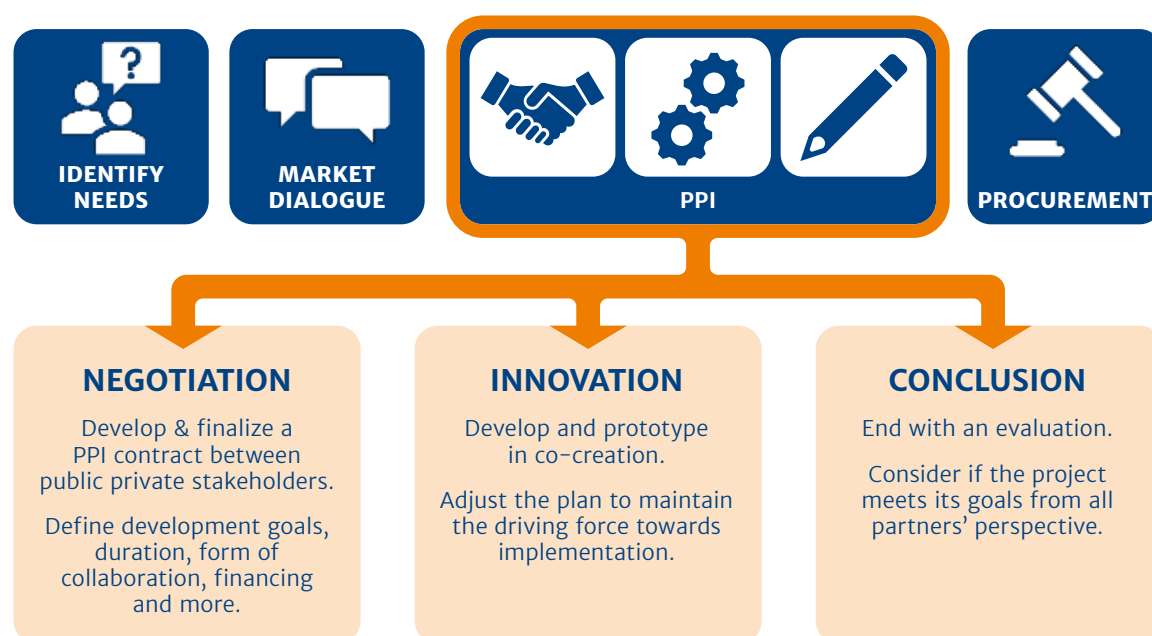 ?
IDENTIFY
NEEDS
MARKET
DIALOGUE
PPI
PROCUREMENT
NEGOTIATION
Develop & finalize a
PPI contract between
public private stakeholders.
Define development goals,
duration, form of
collaboration, financing
and more.
INNOVATION
Develop and prototype
in co-creation.
Adjust the plan to maintain
the driving force towards
implementation.
CONCLUSION
End with an evaluation.
Consider if the project
meets its goals from all
partners’ perspective.